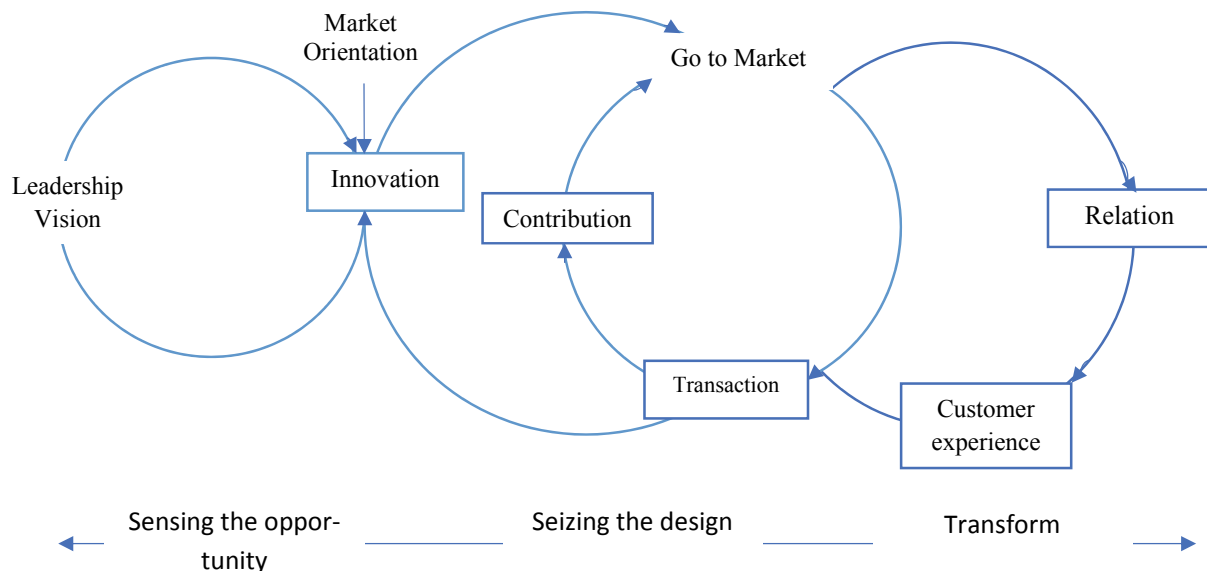 Market
Orientation
Go to Market
Leadership
Vision
Innovation
Contribution
Relation
Transaction
Customer
experience
Sensing the oppor-
tunity
Seizing the design
Transform